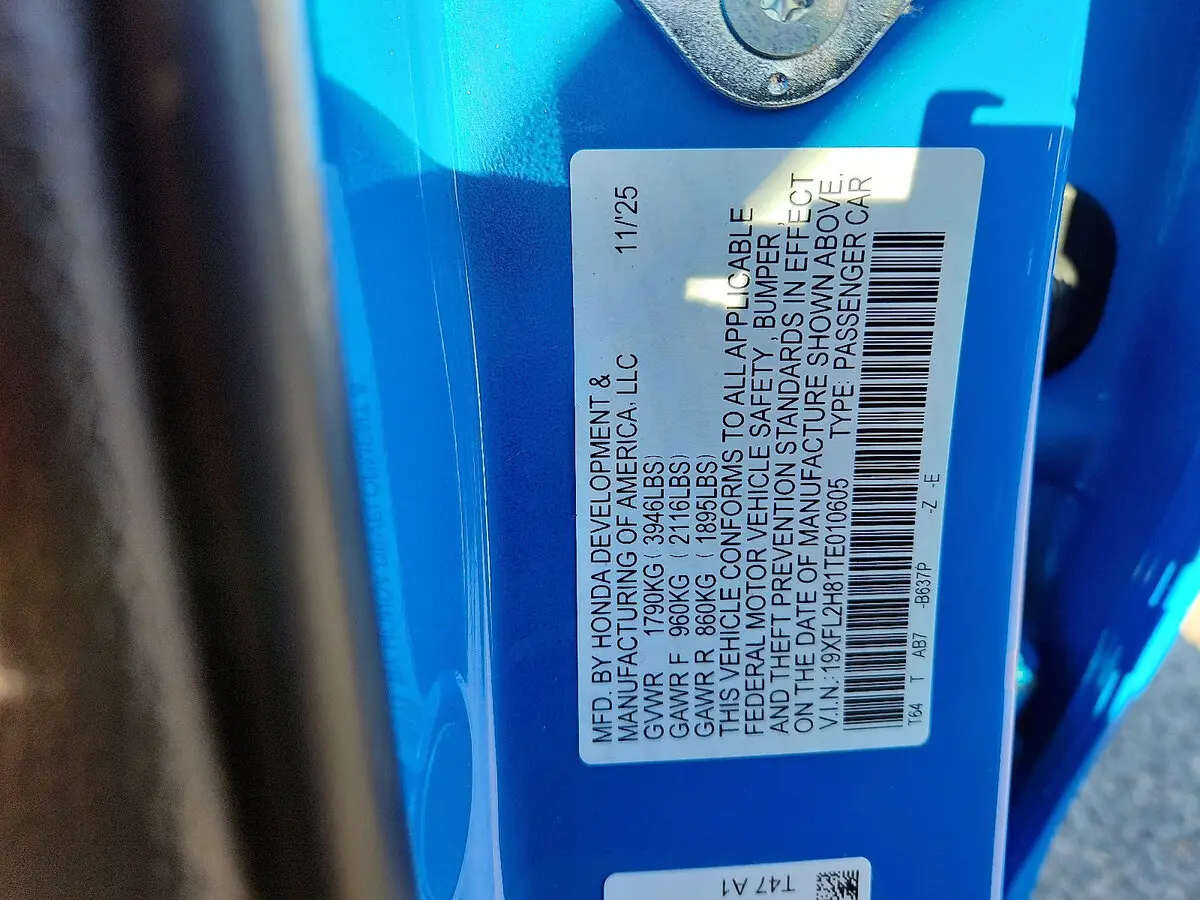 MFD. BY HONDA DEVELOPMENT &
MANUFACTURING OF AMERICA, LLC 11/'25
GVWR 1790KG ( 3946LBS)
GAWR F 960KG ( 2116LBS)
GAWR R 860KG ( 1895LBS)
THIS VEHICLE CONFORMS TO ALL APPLICABLE
FEDERAL MOTOR VEHICLE SAFETY , BUMPER ,
AND THEFT PREVENTION STANDARDS IN EFFECT
ON THE DATE OF MANUFACTURE SHOWN ABOVE.
V.I.N.:19XFL2H81TE010605 TYPE: PASSENGER CAR
T64 T AB7 -B637P -Z -E
T47 A1